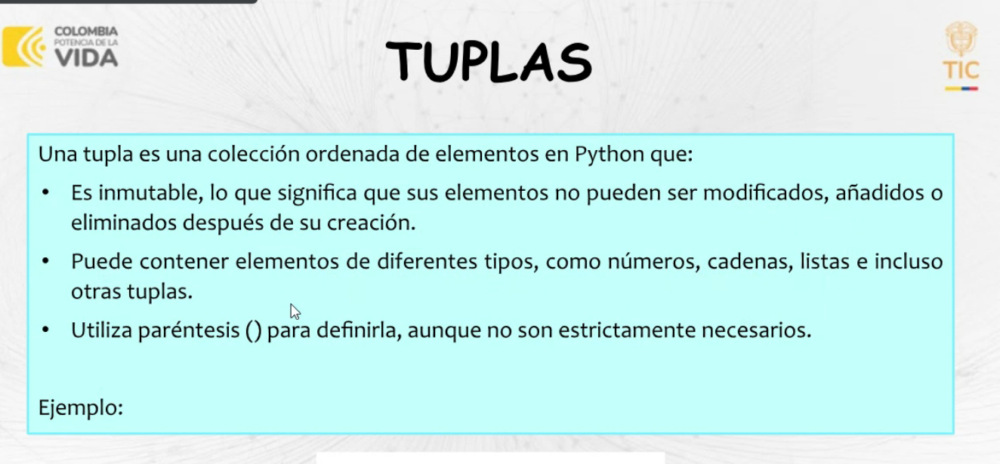 COLOMBIA
POTENCIA DE LA
VIDA
TUPLAS
TIC
Una tupla es una colección ordenada de elementos en Python que:
• Es inmutable, lo que significa que sus elementos no pueden ser modificados, añadidos o
eliminados después de su creación.
• Puede contener elementos de diferentes tipos, como números, cadenas, listas e incluso
otras tuplas.
• Utiliza paréntesis () para definirla, aunque no son estrictamente necesarios.
Ejemplo: